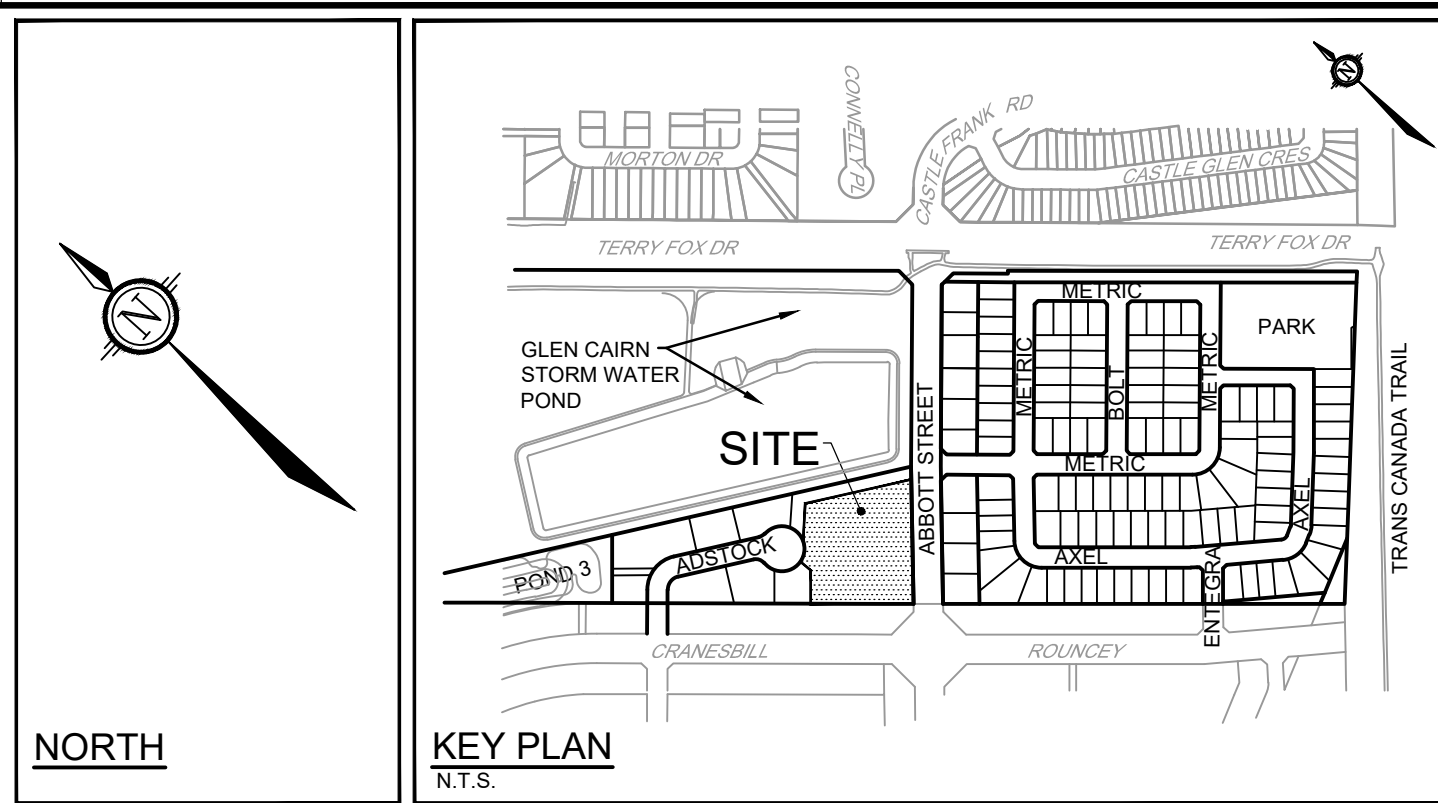 N
NORTH
N
CONNELLY PL
CASTLE FRANK RD
MORTON DR
CASTLE GLEN CRES
TERRY FOX DR
TERRY FOX DR
METRIC
PARK
GLEN CAIRN
STORM WATER
POND
METRIC
BOLT
METRIC
TRANS CANADA TRAIL
ABBOTT STREET
SITE
METRIC
AXEL
ADSTOCK
AXEL
POND 3
ENTEGRA
CRANESBILL
ROUNCEY
KEY PLAN
N.T.S.